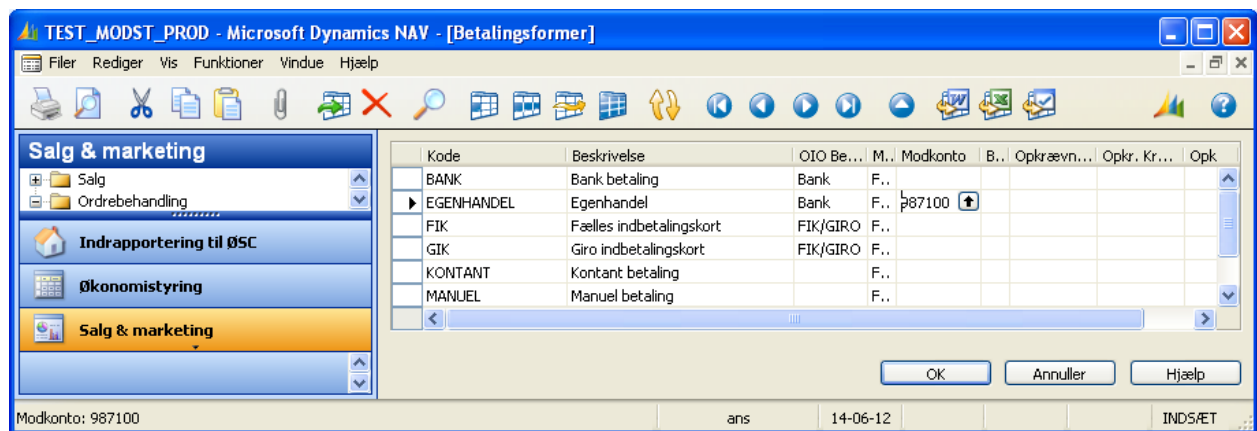 TEST_MODST_PROD - Microsoft Dynamics NAV - [Betalingsformer]
Filer Rediger Vis Funktioner Vindue Hjælp
Salg & marketing
Salg
Ordrebehandling
Indrapportering til ØSC
Økonomistyring
Salg & marketing
Kode Beskrivelse OIO Be... M.. Modkonto B.. Opkrævn... Opkr. Kr... Opk
BANK Bank betaling Bank F..
EGENHANDEL Egenhandel Bank F.. 987100
FIK Fælles indbetalingskort FIK/GIRO F..
GIK Giro indbetalingskort FIK/GIRO F..
KONTANT Kontant betaling F..
MANUEL Manuel betaling F..
OK Annuller Hjælp
Modkonto: 987100 ans 14-06-12 INDSÆT